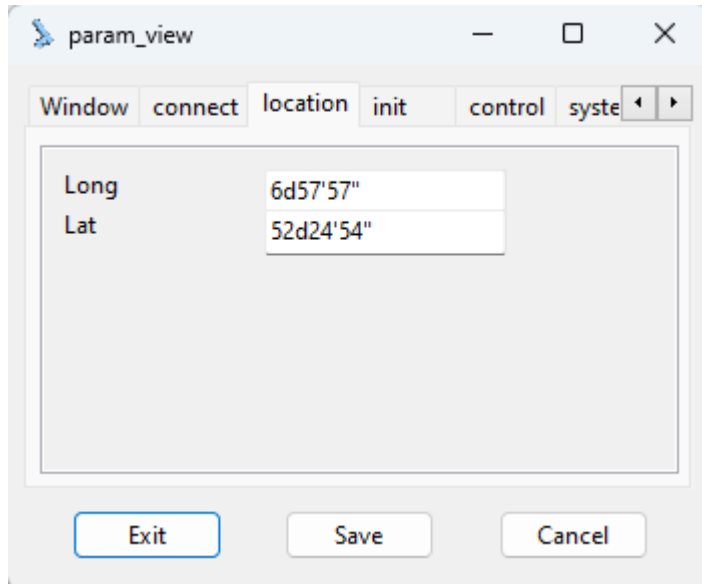 param_view
Window connect location init control syste
Long 6d57'57"
Lat 52d24'54"
Exit Save Cancel